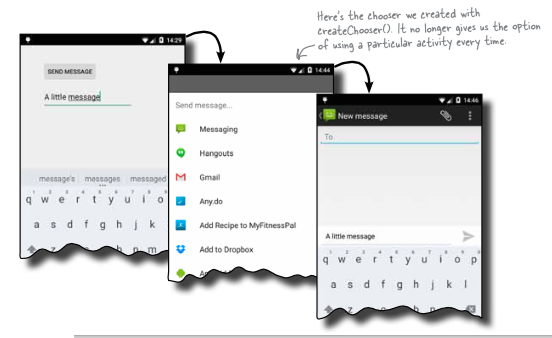 Here's the chooser we created with
createChooser(). It no longer gives us the option
of using a particular activity every time.
14:29
SEND MESSAGE
A little message
message's messages messaged
q w e r t y u i o
a s d f g h j k
z n m
14:44
Send message...
Messaging
Hangouts
Gmail
Any.do
Add Recipe to MyFitnessPal
Add to Dropbox
14:46
New message
To
A little message
q w e r t y u i o p
a s d f g h j k l